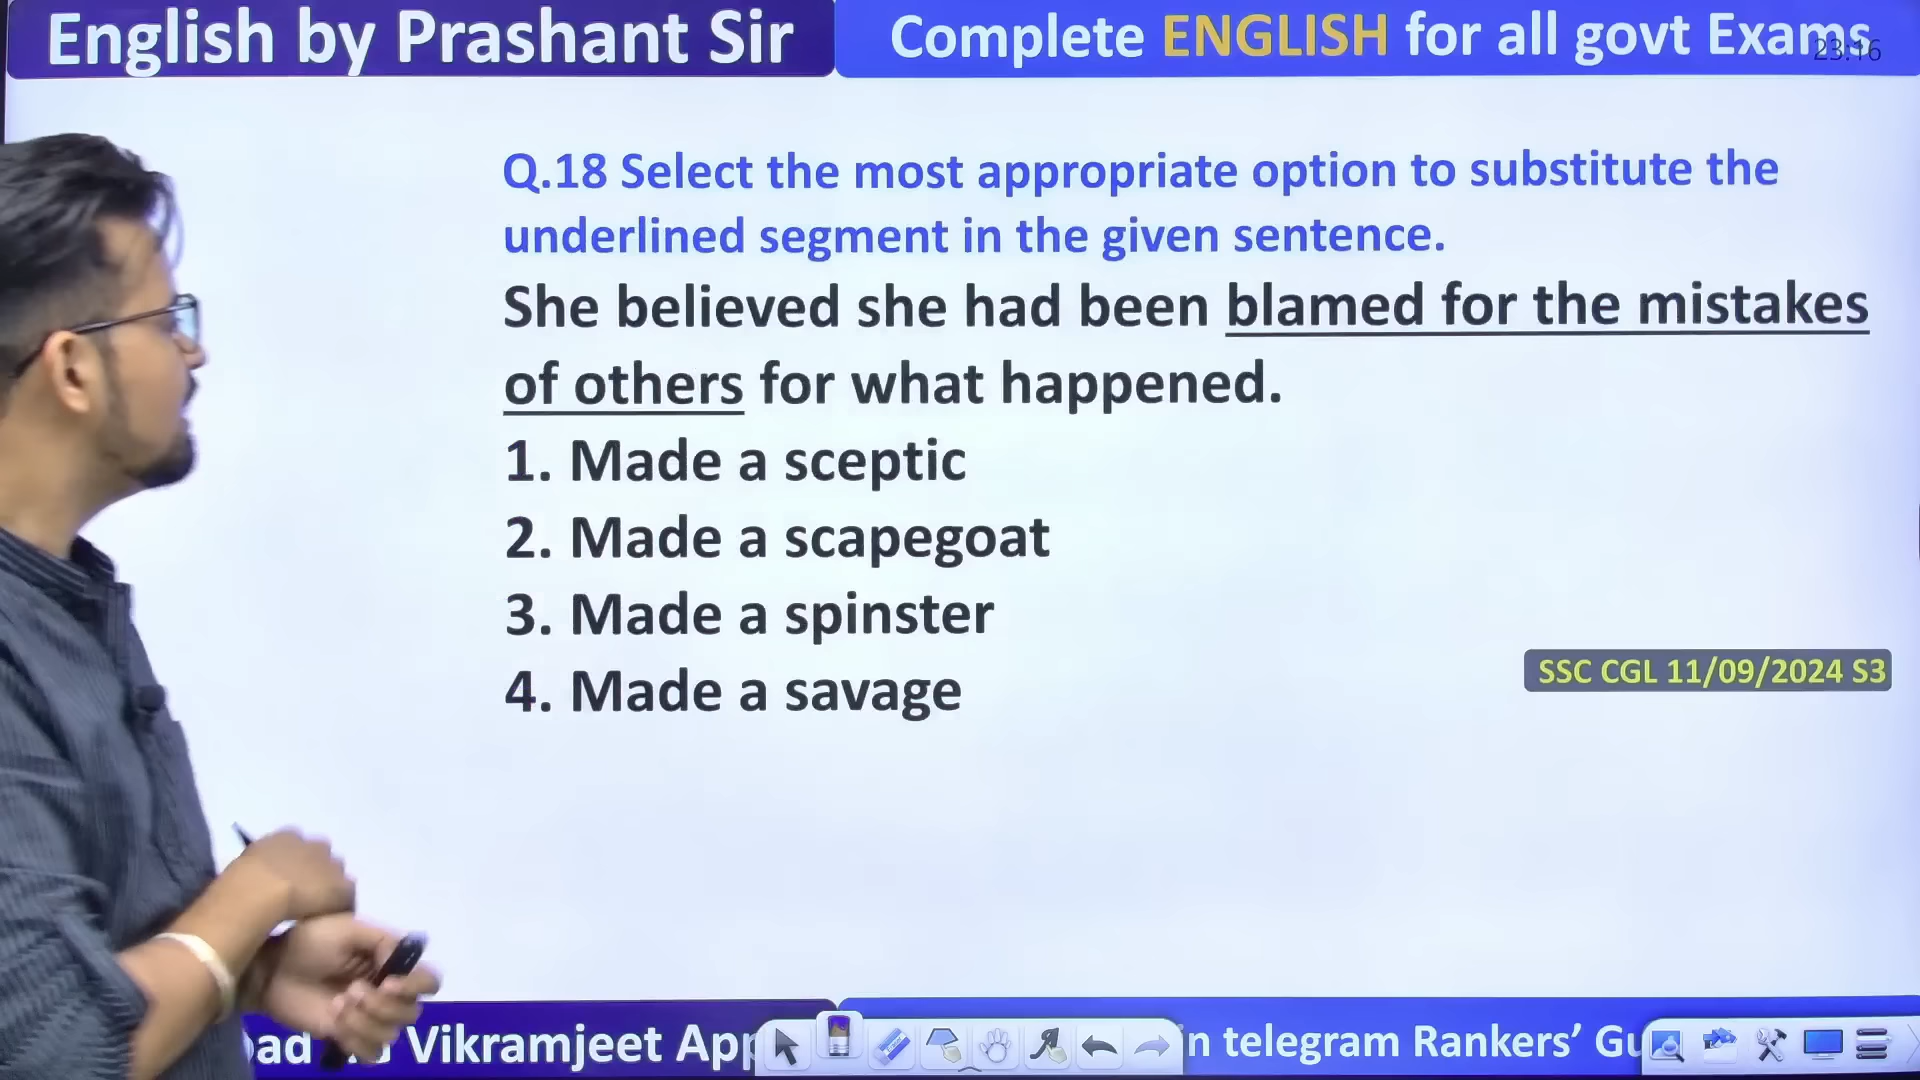 English by Prashant Sir
Complete ENGLISH for all govt Exams
23:16
Q.18 Select the most appropriate option to substitute the
underlined segment in the given sentence.
She believed she had been blamed for the mistakes
of others for what happened.
1. Made a sceptic
2. Made a scapegoat
3. Made a spinster
4. Made a savage
SSC CGL 11/09/2024 S3
Vikramjeet App
telegram Rankers’